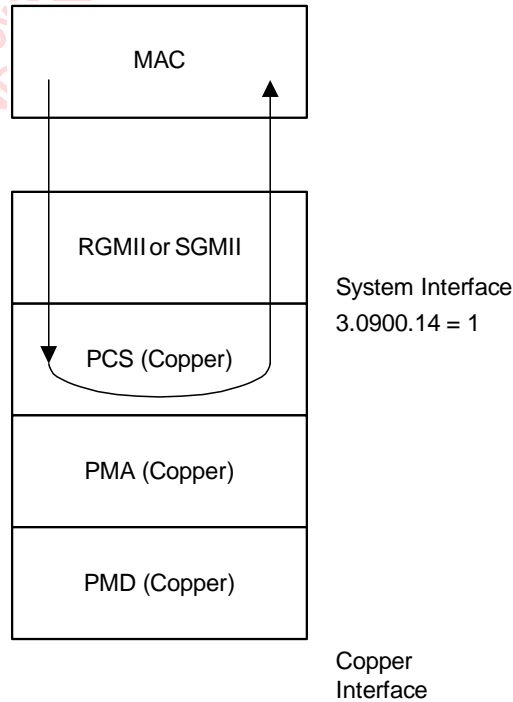 MAC
RGMII or SGMII
System Interface
3.0900.14 = 1
PCS (Copper)
PMA (Copper)
PMD (Copper)
Copper
Interface